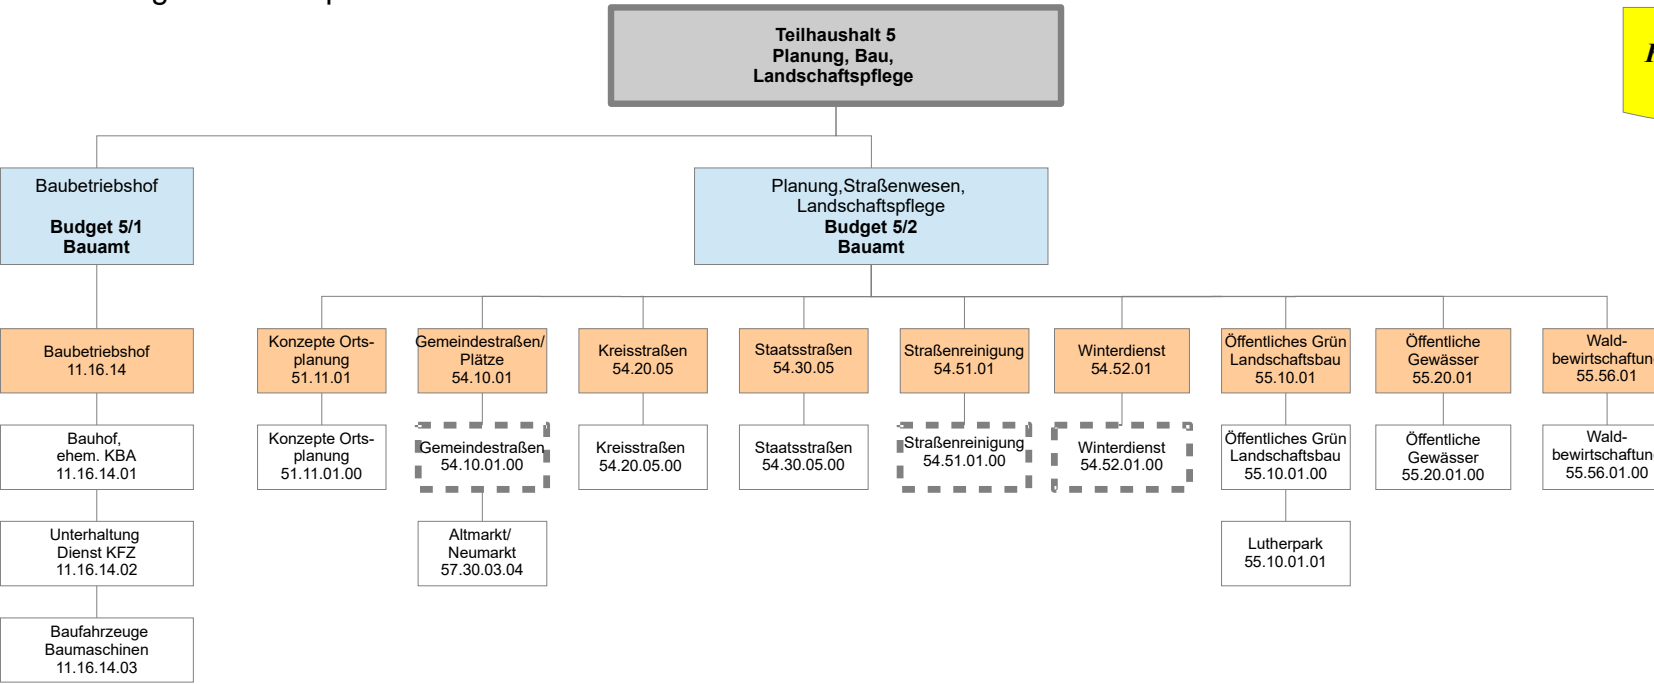 Teilhaushalt 5
Planung, Bau,
Landschaftspflege
Baubetriebshof
Budget 5/1
Bauamt
Planung,Straßenwesen,
Landschaftspflege
Budget 5/2
Bauamt
Baubetriebshof
11.16.14
Konzepte Orts-
planung
51.11.01
Gemeindestraßen/
Plätze
54.10.01
Kreisstraßen
54.20.05
Staatsstraßen
54.30.05
Straßenreinigung
54.51.01
Winterdienst
54.52.01
Öffentliches Grün
Landschaftsbau
55.10.01
Öffentliche
Gewässer
55.20.01
Wald-
bewirtschaftun
55.56.01
Bauhof,
ehem. KBA
11.16.14.01
Konzepte Orts-
planung
51.11.01.00
Gemeindestraßen
54.10.01.00
Kreisstraßen
54.20.05.00
Staatsstraßen
54.30.05.00
Straßenreinigung
54.51.01.00
Winterdienst
54.52.01.00
Öffentliches Grün
Landschaftsbau
55.10.01.00
Öffentliche
Gewässer
55.20.01.00
Wald-
bewirtschaftun
55.56.01.00
Unterhaltung
Dienst KFZ
11.16.14.02
Altmarkt/
Neumarkt
57.30.03.04
Lutherpark
55.10.01.01
Baufahrzeuge
Baumaschinen
11.16.14.03